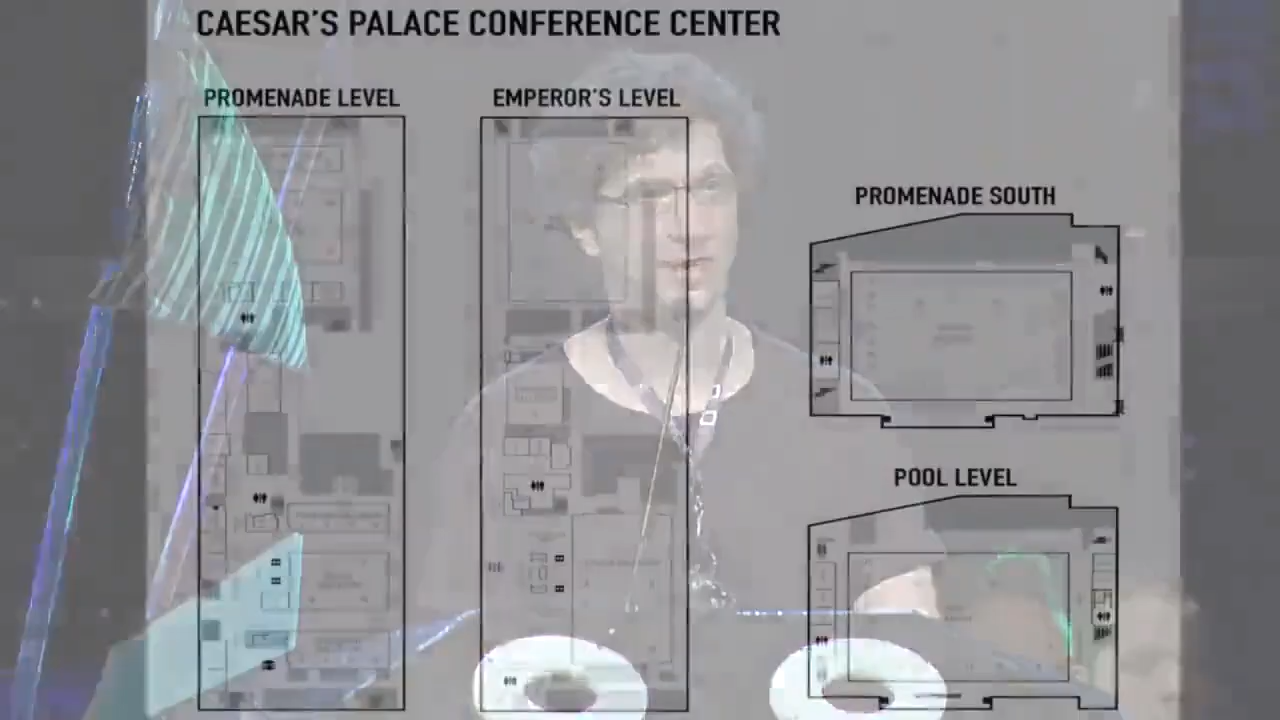 CAESAR'S PALACE CONFERENCE CENTER
PROMENADE LEVEL
EMPEROR'S LEVEL
PROMENADE SOUTH
POOL LEVEL